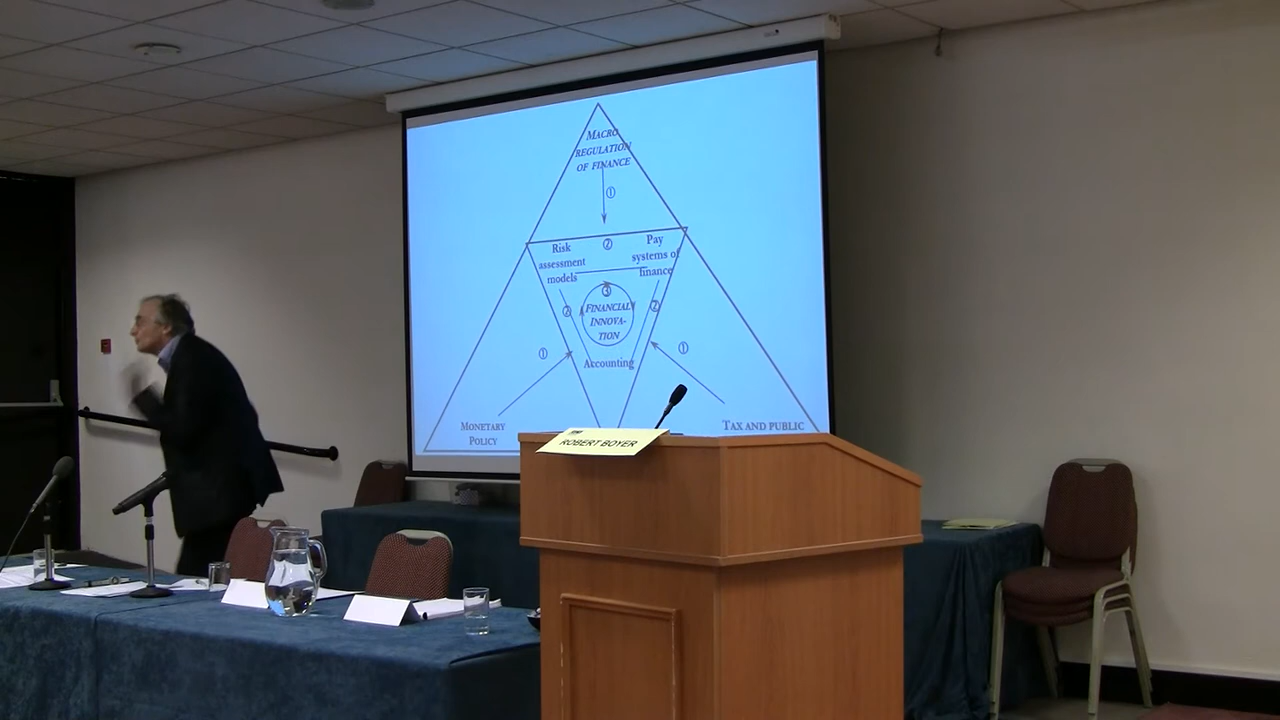 MACRO
REGULATION
OF FINANCE
①
②
Risk
assessment
models
Pay
systems of
finance
③
②
②
FINANCIAL
INNOVA-
TION
①
①
Accounting
MONETARY
POLICY
TAX AND PUBLIC
ROBERT BOYER